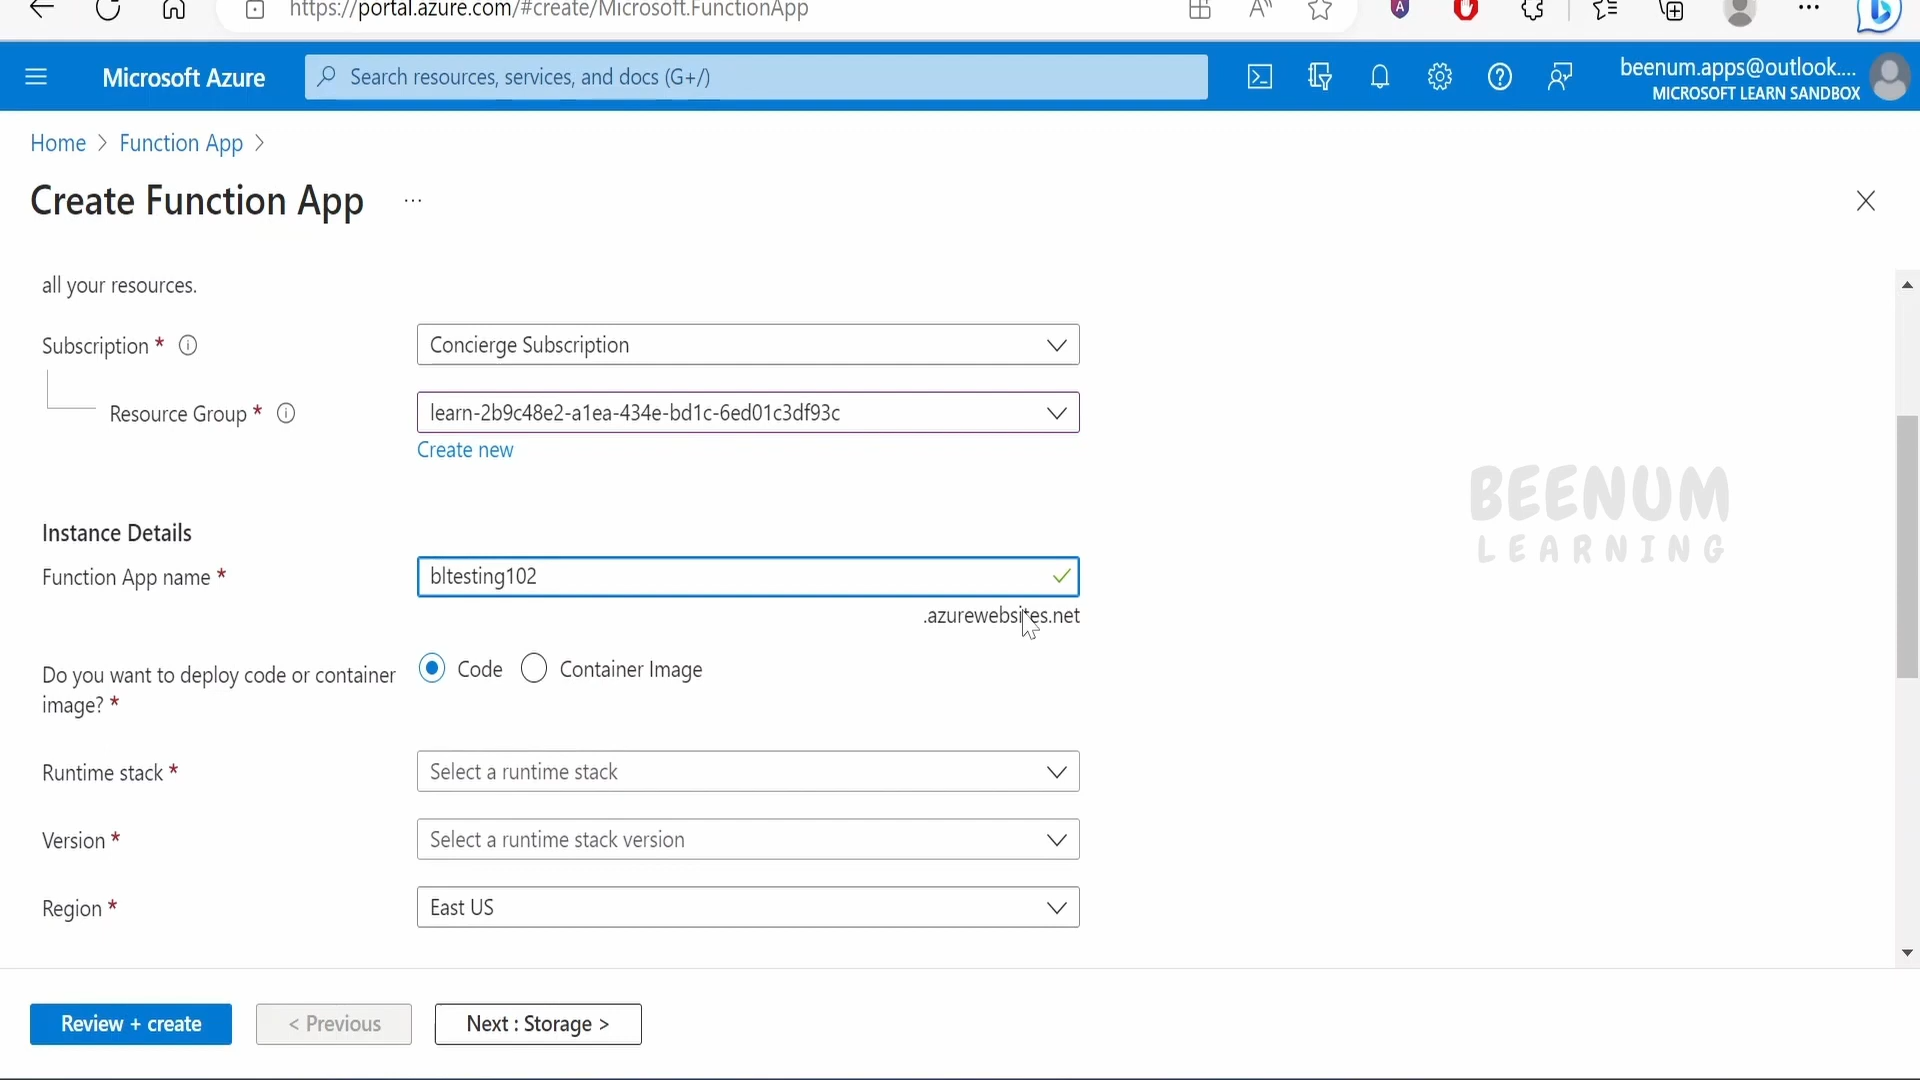 https://portal.azure.com/#create/Microsoft.FunctionApp
Microsoft Azure
Search resources, services, and docs (G+/)
beenum.apps@outlook....
MICROSOFT LEARN SANDBOX
Home > Function App >
Create Function App ...
all your resources.
Subscription *
Concierge Subscription
Resource Group *
learn-2b9c48e2-a1ea-434e-bd1c-6ed01c3df93c
Create new
BEENUM
LEARNING
Instance Details
Function App name *
bltesting102
.azurewebsites.net
Do you want to deploy code or container
image? *
Code
Container Image
Runtime stack *
Select a runtime stack
Version *
Select a runtime stack version
Region *
East US
Review + create
< Previous
Next : Storage >